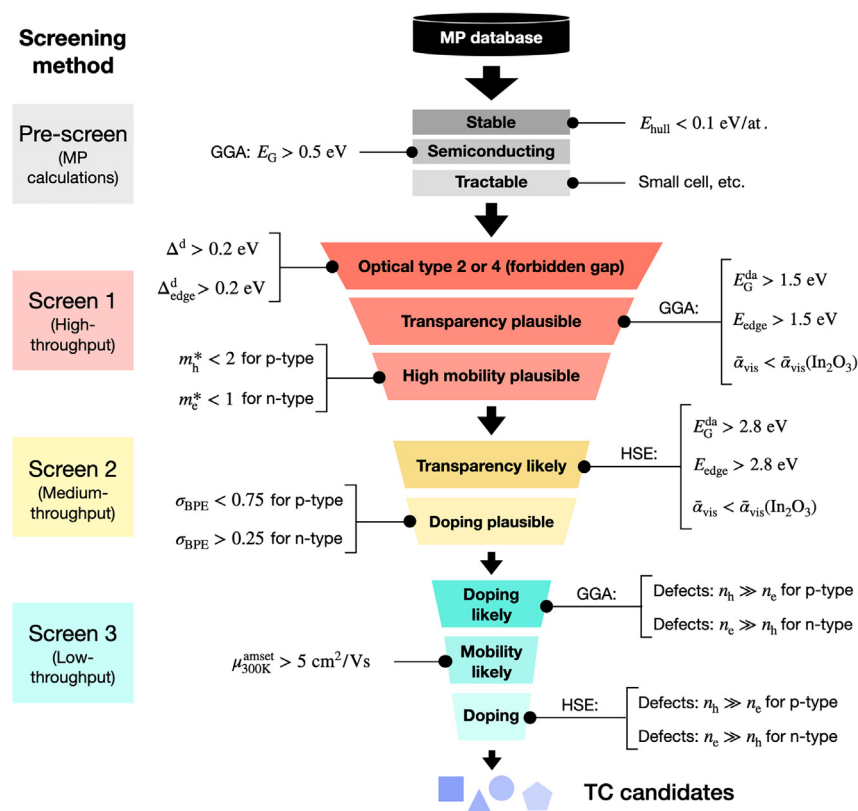 Screening
method
MP database
Pre-screen
(MP
calculations)
Stable
E_hull < 0.1 eV/at.
GGA: E_G > 0.5 eV
Semiconducting
Tractable
Small cell, etc.
Screen 1
(High-
throughput)
Δ^d > 0.2 eV
Δ^d_edge > 0.2 eV
Optical type 2 or 4 (forbidden gap)
Transparency plausible
GGA:
E_G^da > 1.5 eV
E_edge > 1.5 eV
ᾱ_vis < ᾱ_vis(In₂O₃)
m_h^* < 2 for p-type
m_e^* < 1 for n-type
High mobility plausible
Screen 2
(Medium-
throughput)
Transparency likely
HSE:
E_G^da > 2.8 eV
E_edge > 2.8 eV
ᾱ_vis < ᾱ_vis(In₂O₃)
σ_BPE < 0.75 for p-type
σ_BPE > 0.25 for n-type
Doping plausible
Screen 3
(Low-
throughput)
Doping
likely
GGA:
Defects: n_h ≫ n_e for p-type
Defects: n_e ≫ n_h for n-type
μ_300K^amset > 5 cm²/Vs
Mobility
likely
Doping
HSE:
Defects: n_h ≫ n_e for p-type
Defects: n_e ≫ n_h for n-type
TC candidates